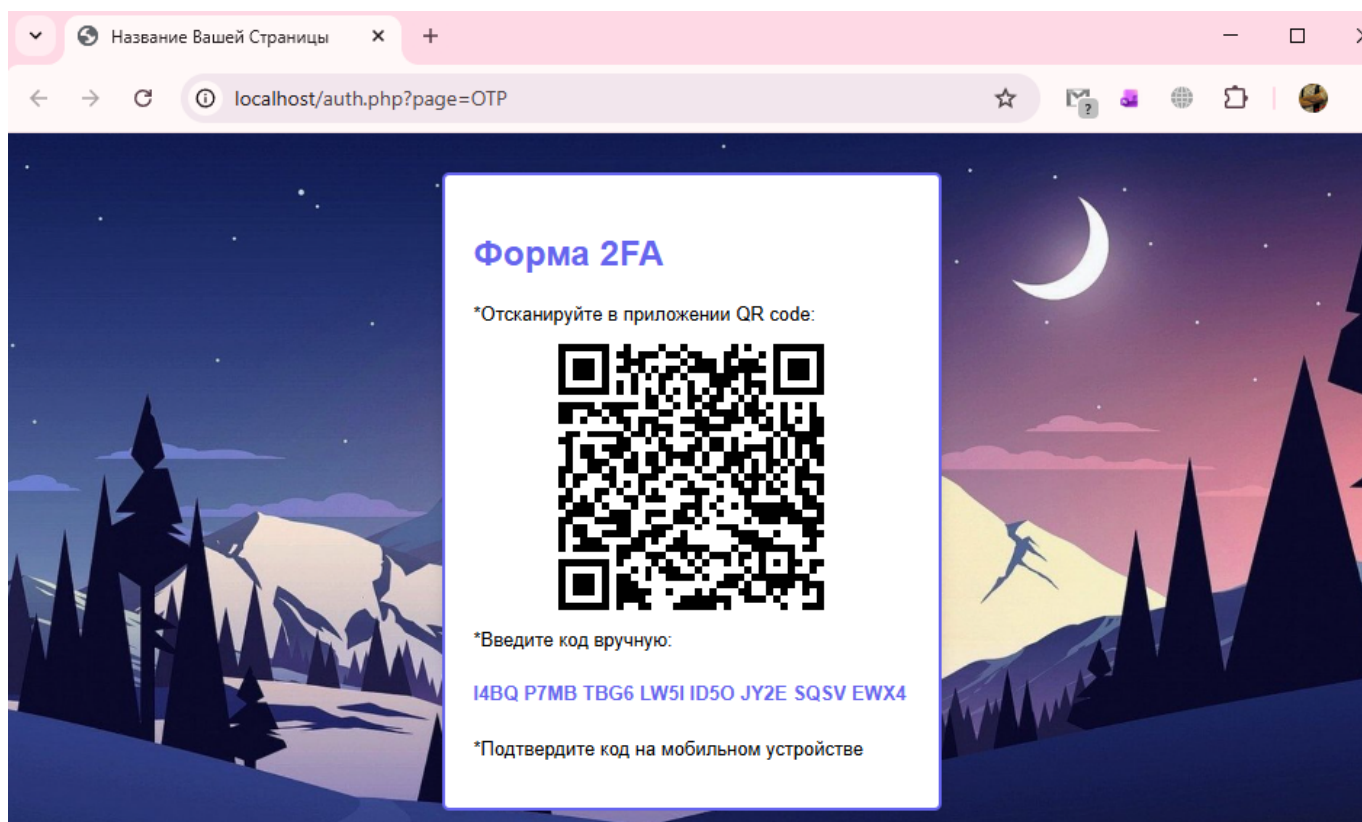 Название Вашей Страницы
localhost/auth.php?page=OTP
?
Форма 2FA
*Отсканируйте в приложении QR code:
*Введите код вручную:
I4BQ P7MB TBG6 LW5I ID5O JY2E SQSV EWX4
*Подтвердите код на мобильном устройстве